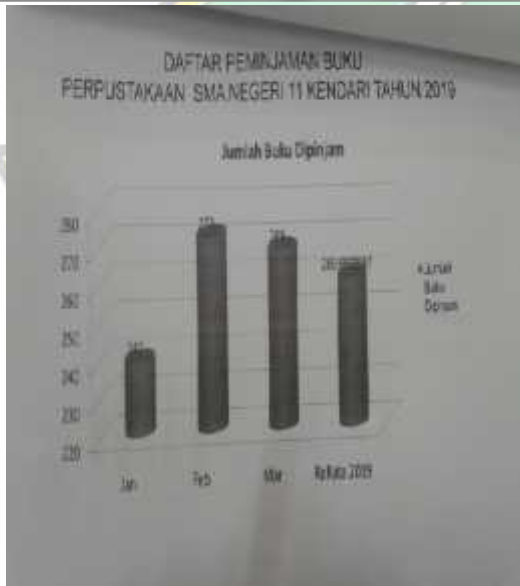 DAFTAR PEMINJAMAN BUKU
PERPUSTAKAAN SMA NEGERI 11 KENDARI TAHUN 2019
Jumlah Buku Dipinjam
280
270
260
250
240
230
220
Jumlah
Buku
Dipinjam
Jan
Feb
Mar
2019